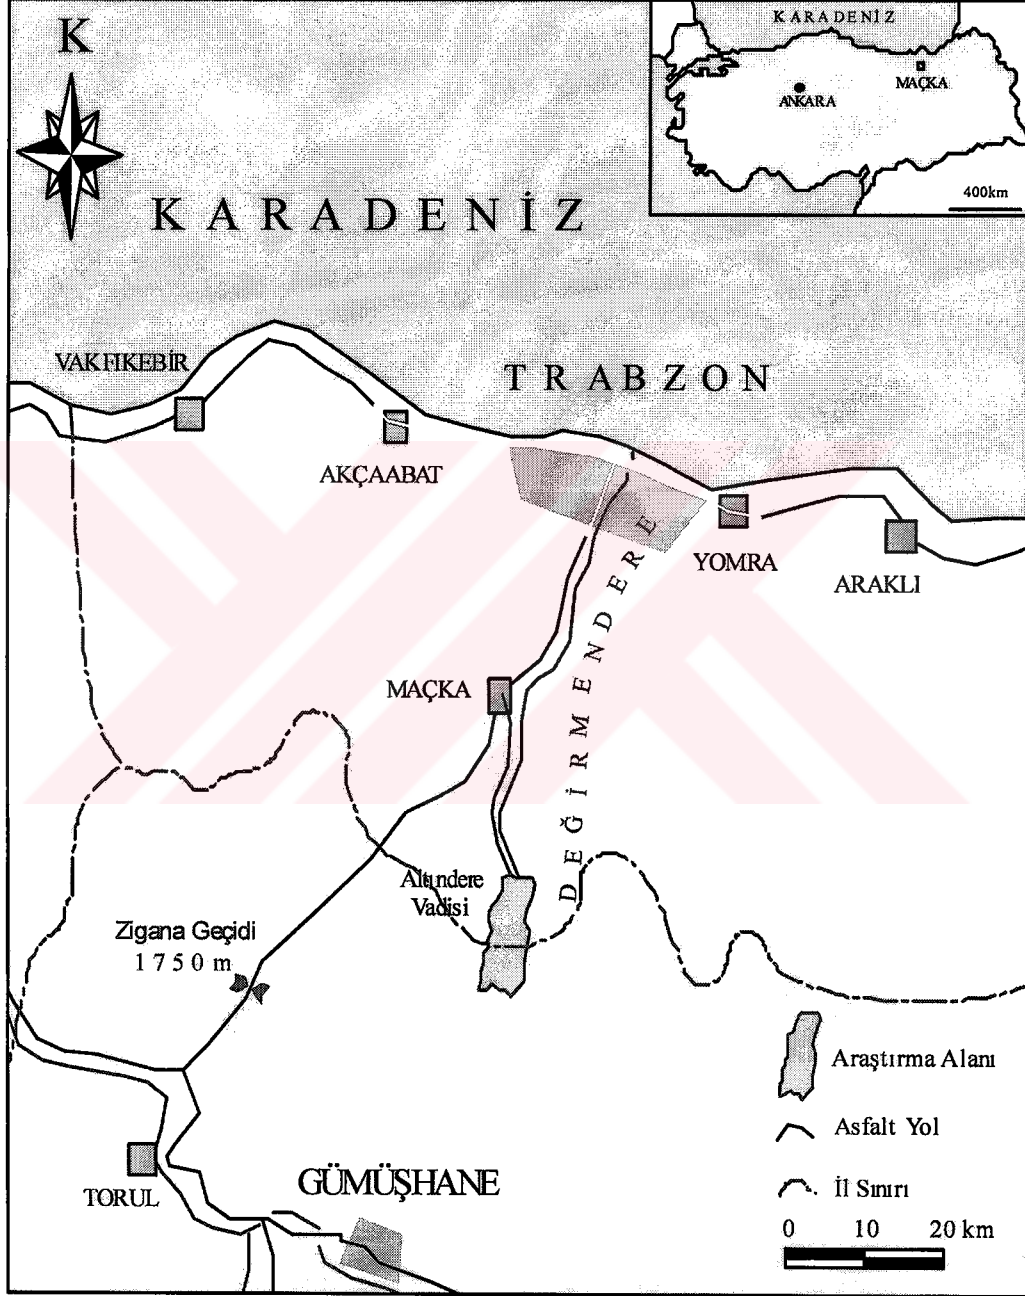 K
KARADENİZ
MAÇKA
ANKARA
400km
KARADENİZ
VAKFIKEBİR
TRABZON
AKÇAABAT
YOMRA
ARAKLI
DEĞİRMENDERE
MAÇKA
Altındere
Vadisi
Zigana Geçidi
1750 m
Araştırma Alanı
Asfalt Yol
İl Sınırı
TORUL
GÜMÜŞHANE
0 10 20 km